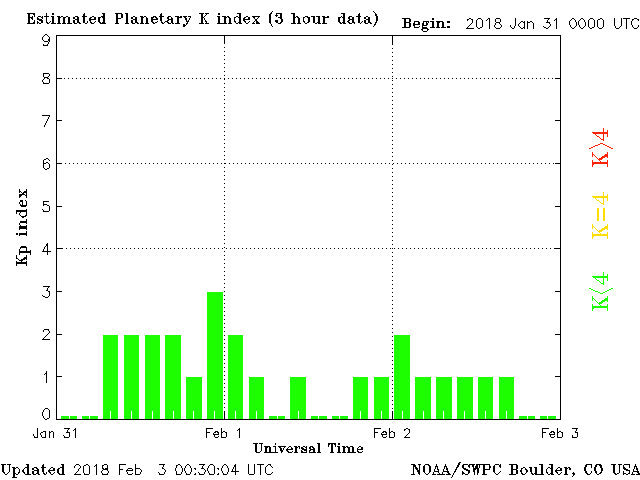 Estimated Planetary K index (3 hour data)
Begin: 2018 Jan 31 0000 UTC
9
8
7
6
5
4
3
2
1
0
Kp index
K>4
K=4
K<4
Jan 31
Feb 1
Feb 2
Feb 3
Universal Time
Updated 2018 Feb 3 00:30:04 UTC
NOAA/SWPC Boulder, CO USA